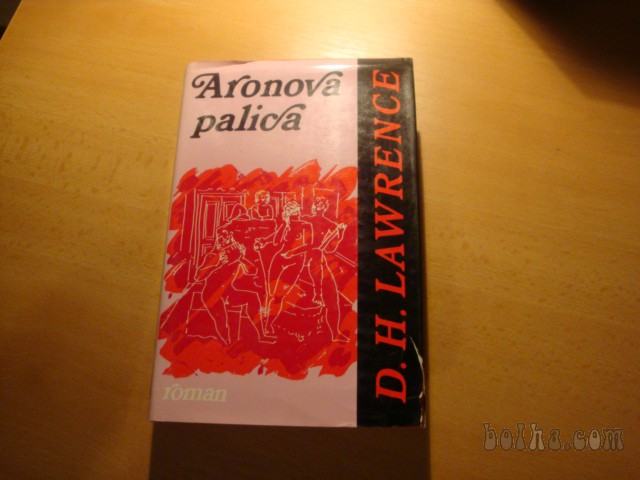 Aronova
palica
D. H. LAWRENCE
roman
bolha.com